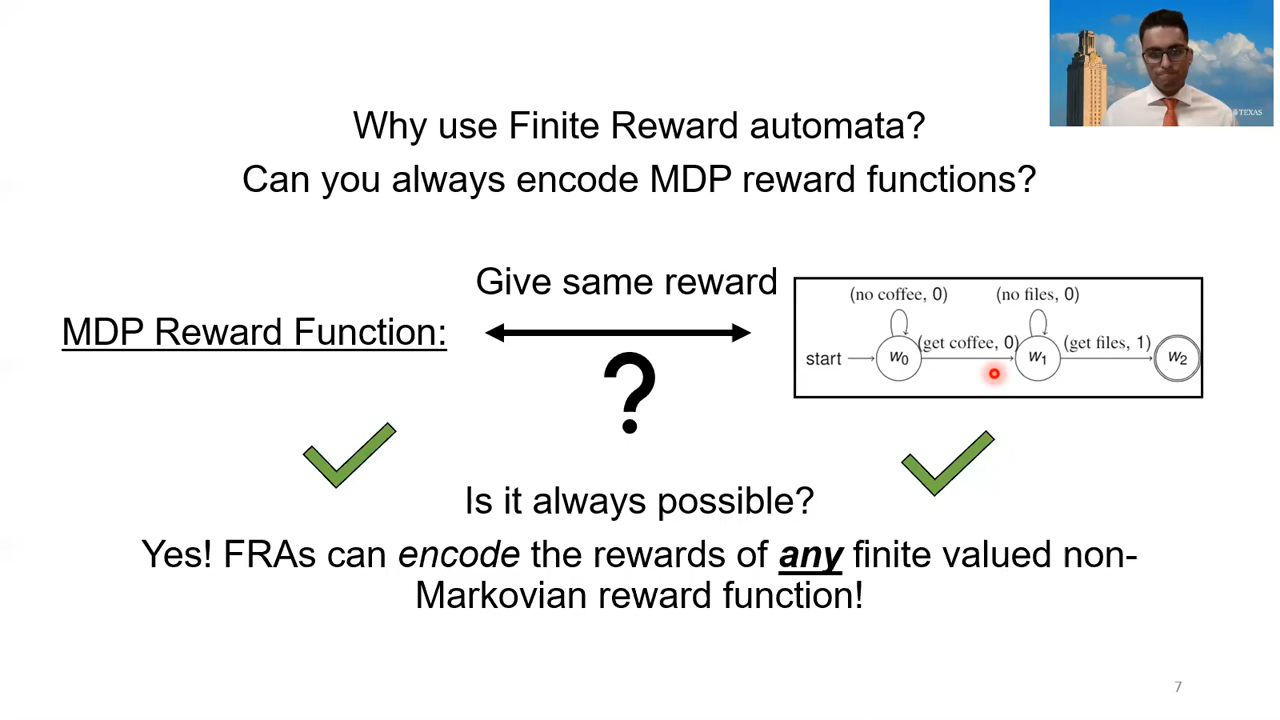 TEXAS
Why use Finite Reward automata?
Can you always encode MDP reward functions?
Give same reward
MDP Reward Function:
?
(no coffee, 0) (no files, 0)
(get coffee, 0) (get files, 1)
start w0 w1 w2
Is it always possible?
Yes! FRAs can encode the rewards of any finite valued non-
Markovian reward function!
7